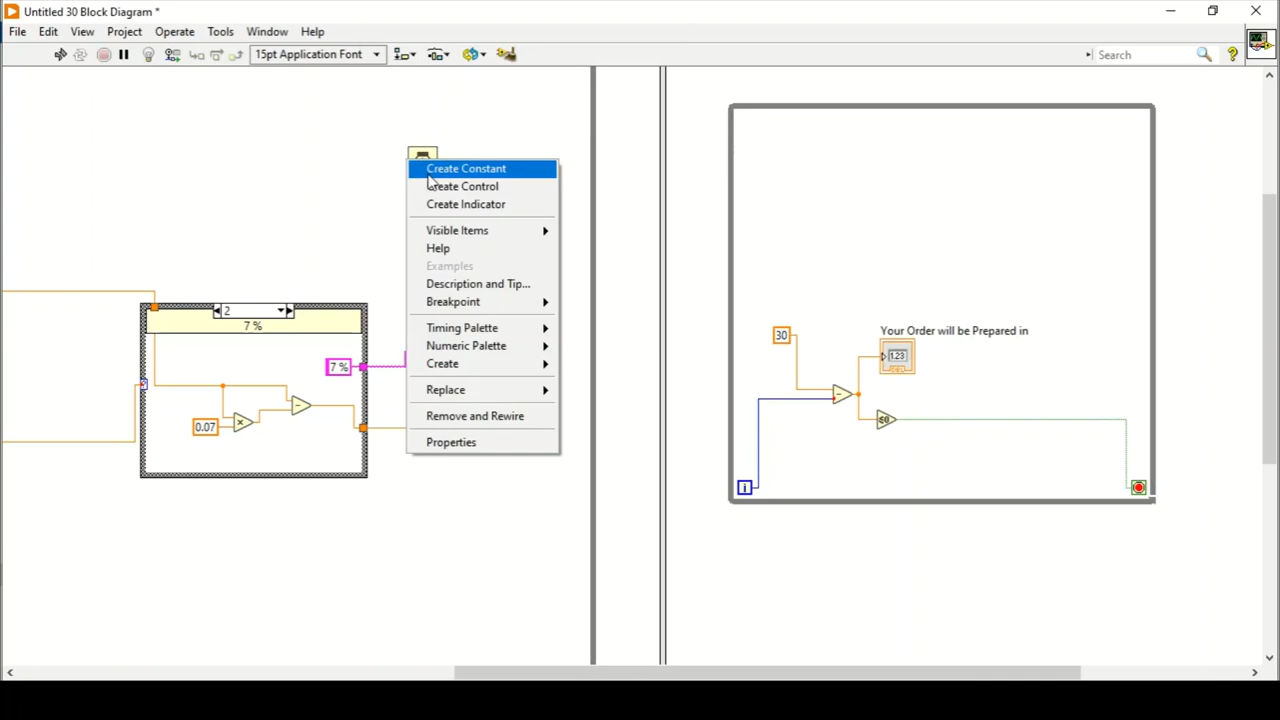 Untitled 30 Block Diagram *
File Edit View Project Operate Tools Window Help
15pt Application Font
Search
?
Create Constant
Create Control
Create Indicator
Visible Items
Help
Examples
Description and Tip...
Breakpoint
Timing Palette
Numeric Palette
Create
Replace
Remove and Rewire
Properties
2
7 %
7 %
0.07
×
-
30
Your Order will be Prepared in
1.23
-
≤0
i